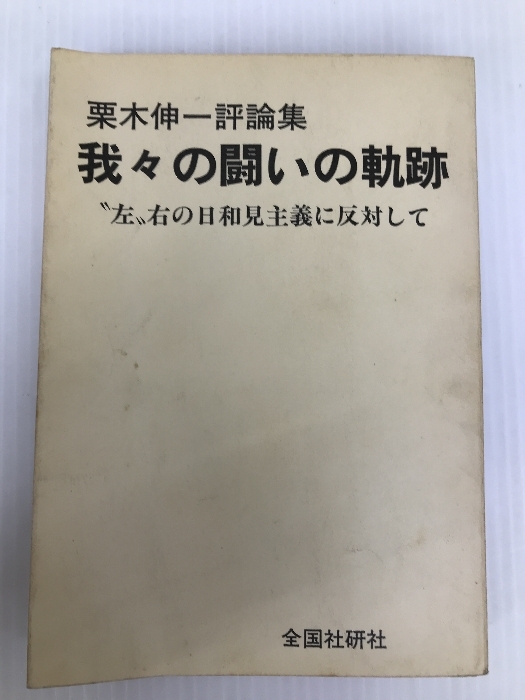 栗木伸一評論集
我々の闘いの軌跡
〝左〟右の日和見主義に反対して
全国社研社